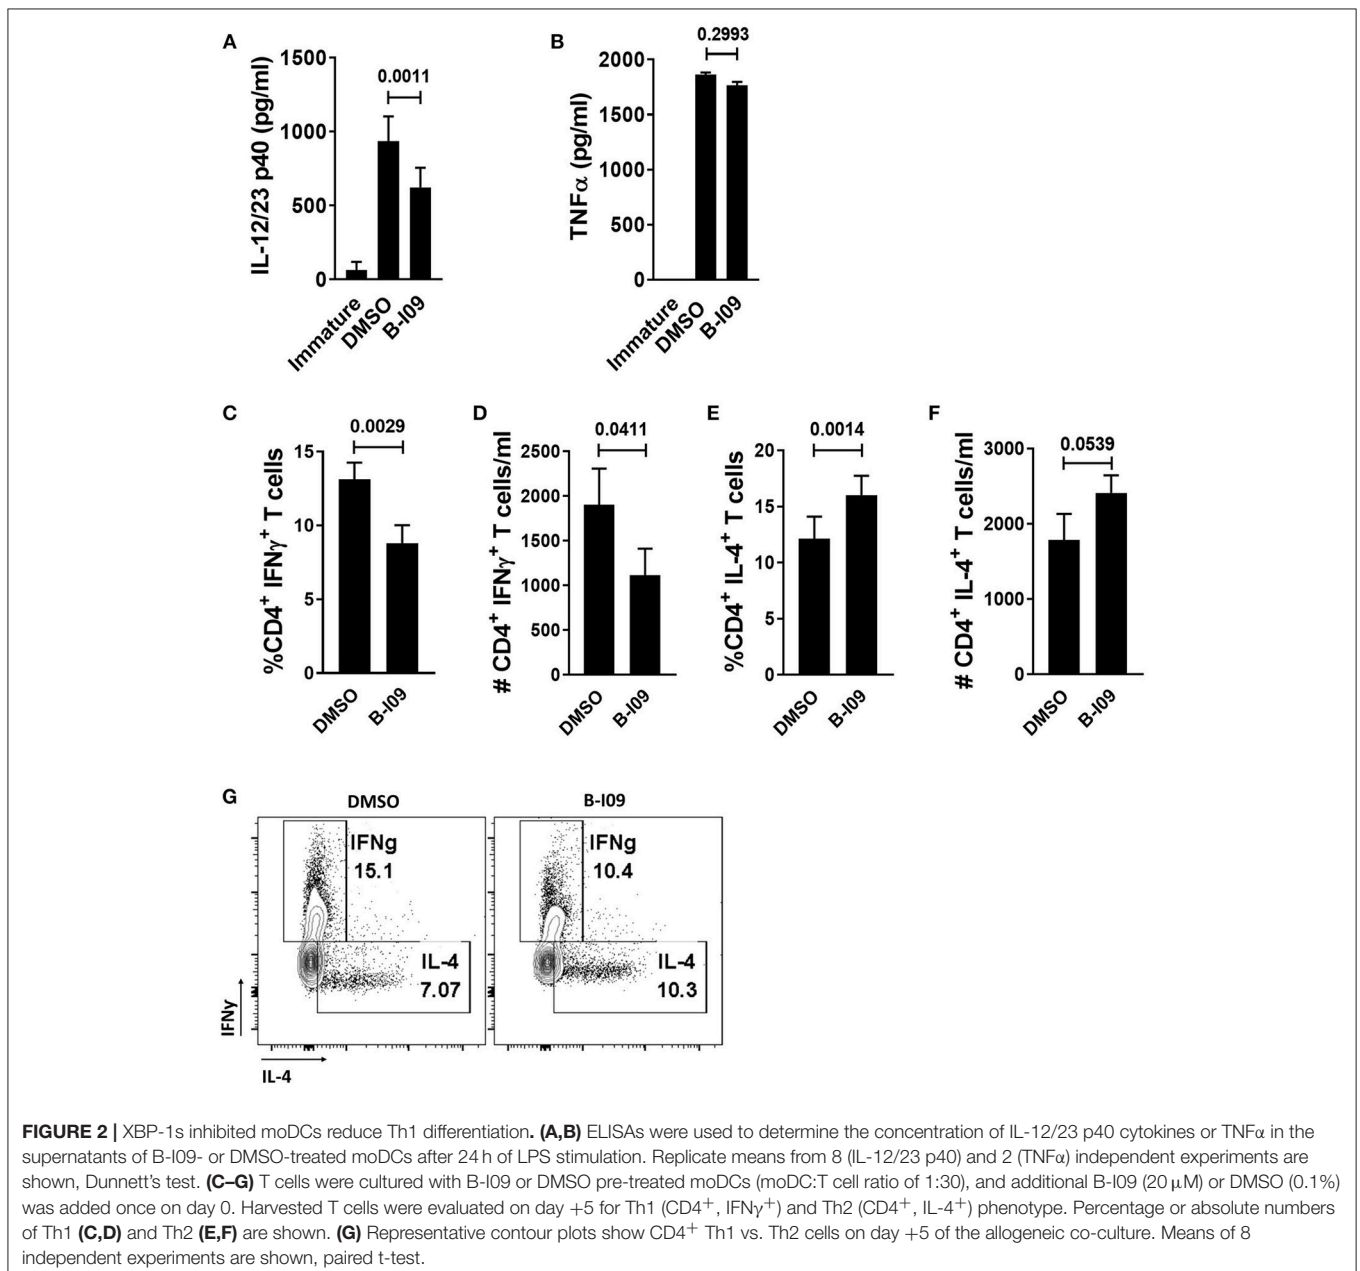 A
IL-12/23 p40 (pg/ml)
1500
1000
500
0
0.0011
Immature
DMSO
B-I09
B
TNFα (pg/ml)
2000
1500
1000
500
0
0.2993
Immature
DMSO
B-I09
C
%CD4+ IFNγ+ T cells
15
10
5
0
0.0029
DMSO
B-I09
D
# CD4+ IFNγ+ T cells/ml
2500
2000
1500
1000
500
0
0.0411
DMSO
B-I09
E
%CD4+ IL-4+ T cells
20
15
10
5
0
0.0014
DMSO
B-I09
F
# CD4+ IL-4+ T cells/ml
3000
2000
1000
0
0.0539
DMSO
B-I09
G
DMSO
IFNg
15.1
IL-4
7.07
B-I09
IFNg
10.4
IL-4
10.3
IFNγ
IL-4
FIGURE 2 | XBP-1s inhibited moDCs reduce Th1 differentiation. (A,B) ELISAs were used to determine the concentration of IL-12/23 p40 cytokines or TNFα in the
supernatants of B-I09- or DMSO-treated moDCs after 24 h of LPS stimulation. Replicate means from 8 (IL-12/23 p40) and 2 (TNFα) independent experiments are
shown, Dunnett's test. (C–G) T cells were cultured with B-I09 or DMSO pre-treated moDCs (moDC:T cell ratio of 1:30), and additional B-I09 (20 μM) or DMSO (0.1%)
was added once on day 0. Harvested T cells were evaluated on day +5 for Th1 (CD4+, IFNγ+) and Th2 (CD4+, IL-4+) phenotype. Percentage or absolute numbers
of Th1 (C,D) and Th2 (E,F) are shown. (G) Representative contour plots show CD4+ Th1 vs. Th2 cells on day +5 of the allogeneic co-culture. Means of 8
independent experiments are shown, paired t-test.